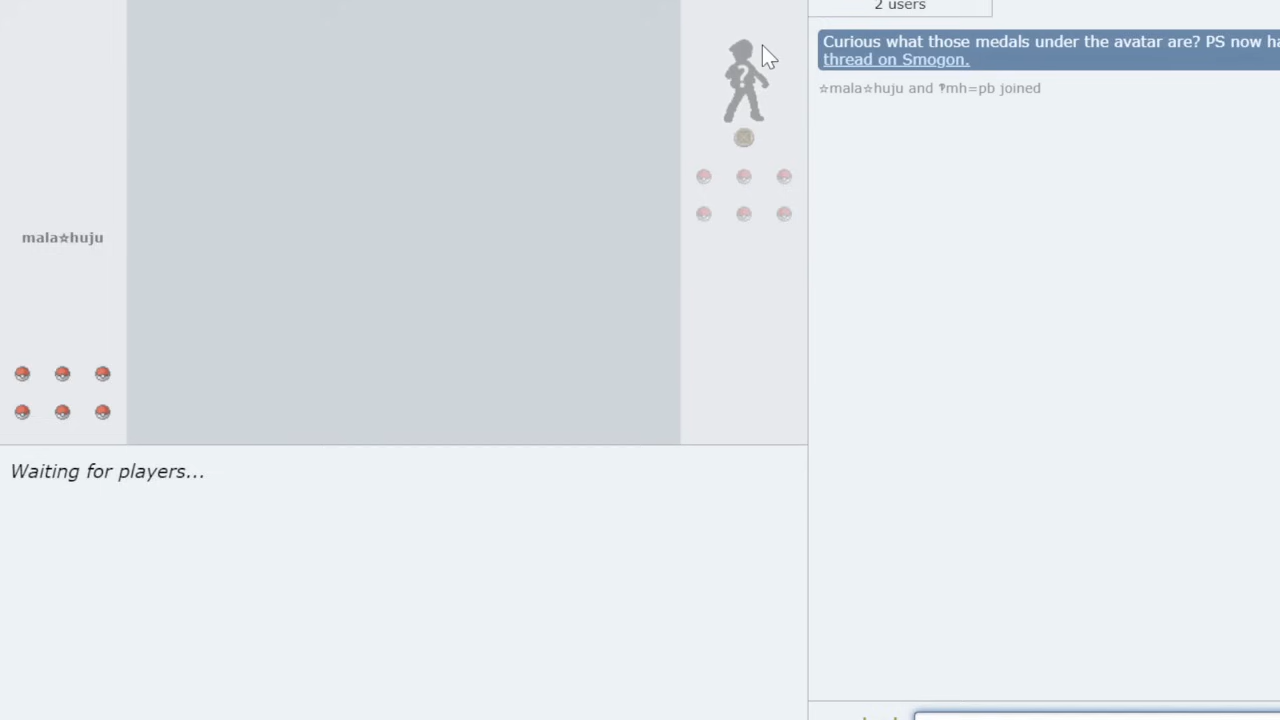 2 users
Curious what those medals under the avatar are? PS now ha
thread on Smogon.
☆mala☆huju and ‽mh=pb joined
mala☆huju
Waiting for players...